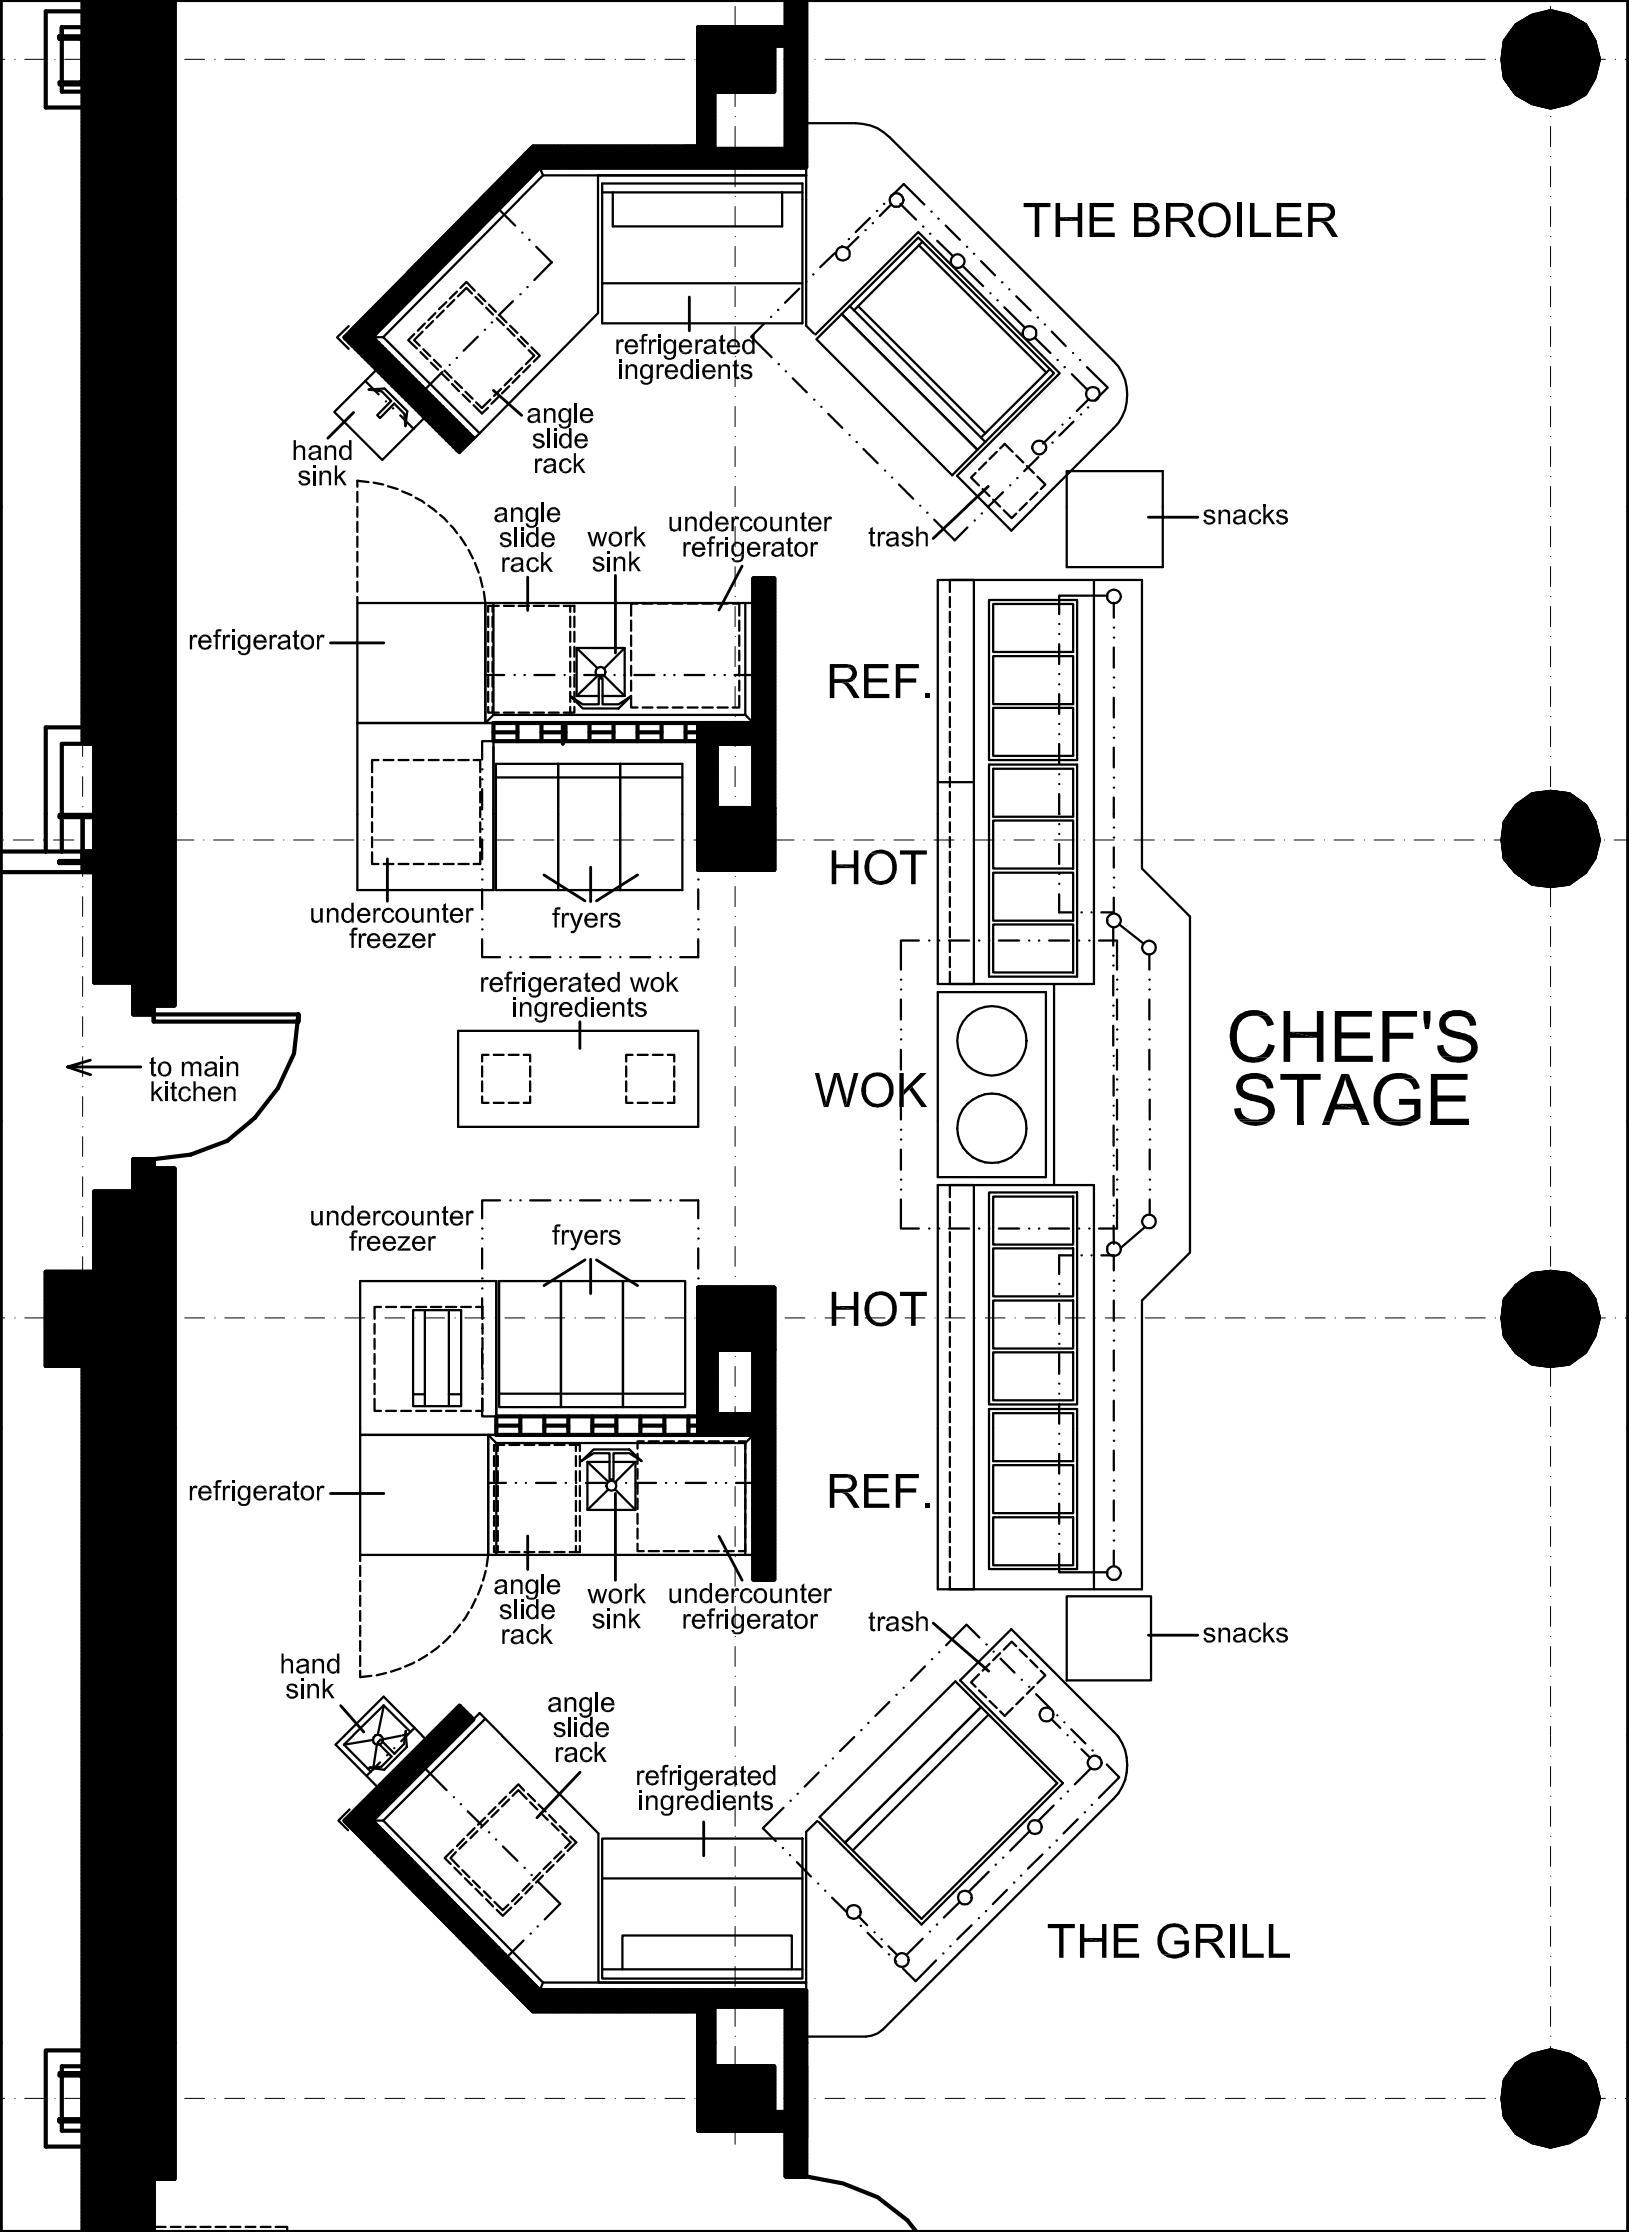 THE BROILER
refrigerated
ingredients
angle
slide
rack
hand
sink
angle
slide
rack
work
sink
undercounter
refrigerator
trash
snacks
refrigerator
REF.
HOT
undercounter
freezer
fryers
refrigerated wok
ingredients
to main
kitchen
WOK
CHEF'S
STAGE
undercounter
freezer
fryers
HOT
refrigerator
REF.
angle
slide
rack
work
sink
undercounter
refrigerator
trash
snacks
hand
sink
angle
slide
rack
refrigerated
ingredients
THE GRILL